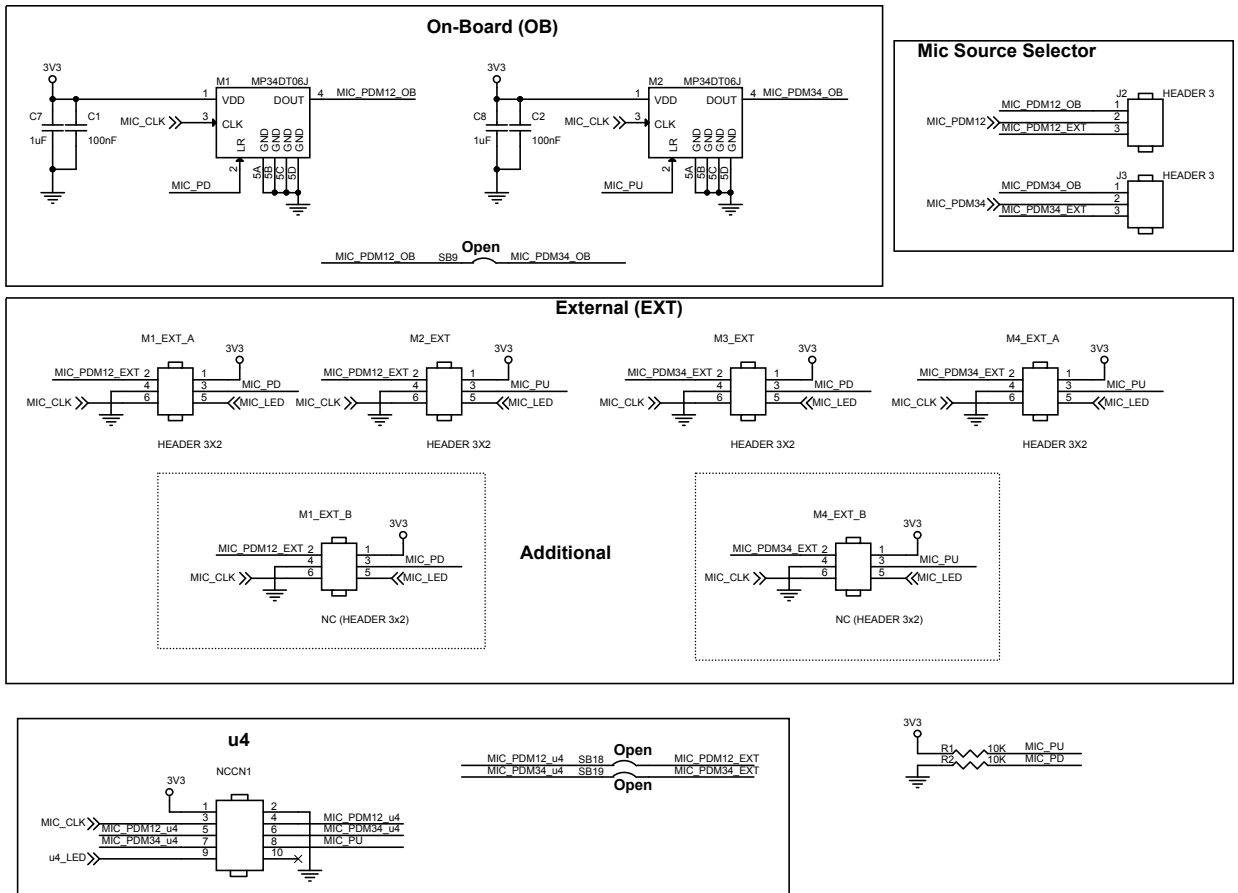 On-Board (OB)
3V3
C7
1uF
C1
100nF
M1 MP34DT06J
1 VDD DOUT 4 MIC_PDM12_OB
MIC_CLK 3 CLK
LR GND GND GND GND
2 5A 5B 5C 5D
MIC_PD
3V3
C8
1uF
C2
100nF
M2 MP34DT06J
1 VDD DOUT 4 MIC_PDM34_OB
MIC_CLK 3 CLK
LR GND GND GND GND
2 5A 5B 5C 5D
MIC_PU
Open
MIC_PDM12_OB SB9 MIC_PDM34_OB
Mic Source Selector
J2 HEADER 3
MIC_PDM12_OB 1
MIC_PDM12 2
MIC_PDM12_EXT 3
J3 HEADER 3
MIC_PDM34_OB 1
MIC_PDM34 2
MIC_PDM34_EXT 3
External (EXT)
M1_EXT_A
3V3
MIC_PDM12_EXT 2 1
4 3 MIC_PD
MIC_CLK 6 5 MIC_LED
HEADER 3X2
M2_EXT
3V3
MIC_PDM12_EXT 2 1
4 3 MIC_PU
MIC_CLK 6 5 MIC_LED
HEADER 3X2
M3_EXT
3V3
MIC_PDM34_EXT 2 1
4 3 MIC_PD
MIC_CLK 6 5 MIC_LED
HEADER 3X2
M4_EXT_A
3V3
MIC_PDM34_EXT 2 1
4 3 MIC_PU
MIC_CLK 6 5 MIC_LED
HEADER 3X2
M1_EXT_B
3V3
MIC_PDM12_EXT 2 1
4 3 MIC_PD
MIC_CLK 6 5 MIC_LED
NC (HEADER 3x2)
Additional
M4_EXT_B
3V3
MIC_PDM34_EXT 2 1
4 3 MIC_PU
MIC_CLK 6 5 MIC_LED
NC (HEADER 3x2)
u4
NCCN1
3V3
1 2
MIC_CLK 3 4 MIC_PDM12_u4
MIC_PDM12_u4 5 6 MIC_PDM34_u4
MIC_PDM34_u4 7 8 MIC_PU
u4_LED 9 10
Open
MIC_PDM12_u4 SB18 MIC_PDM12_EXT
MIC_PDM34_u4 SB19 MIC_PDM34_EXT
Open
3V3
R1 10K MIC_PU
R2 10K MIC_PD